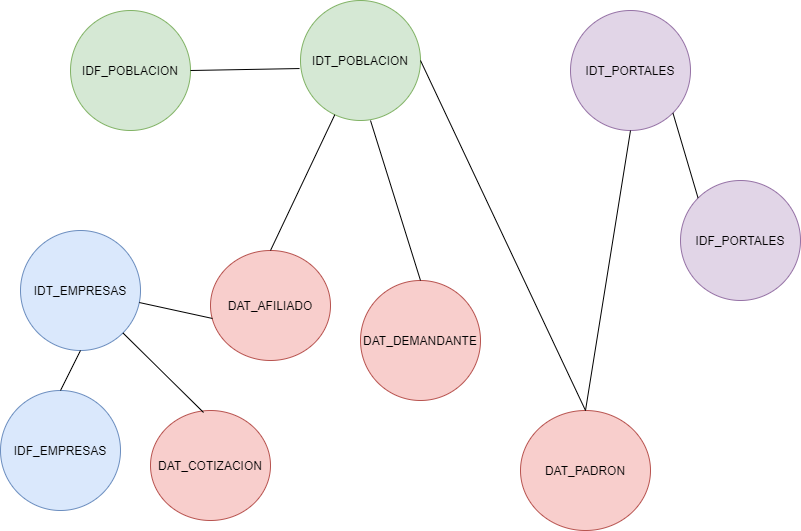 IDF_POBLACION
IDT_POBLACION
IDT_PORTALES
IDF_PORTALES
IDT_EMPRESAS
DAT_AFILIADO
DAT_DEMANDANTE
IDF_EMPRESAS
DAT_COTIZACION
DAT_PADRON